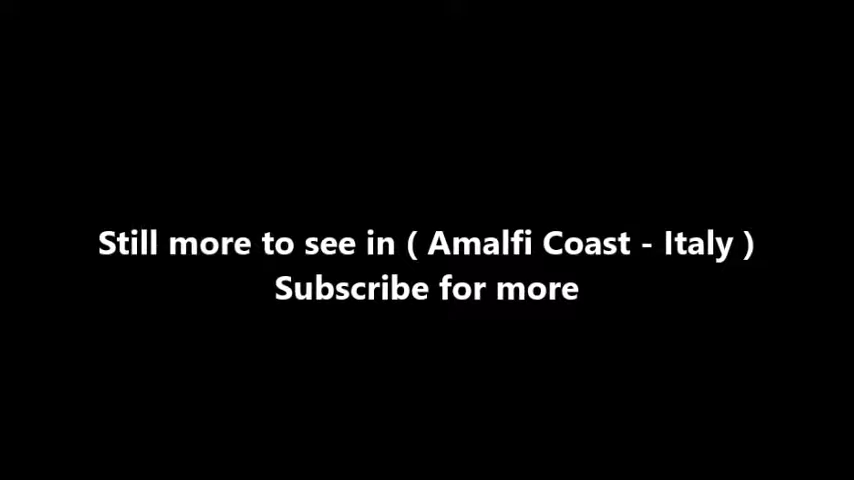 Still more to see in ( Amalfi Coast - Italy )
Subscribe for more